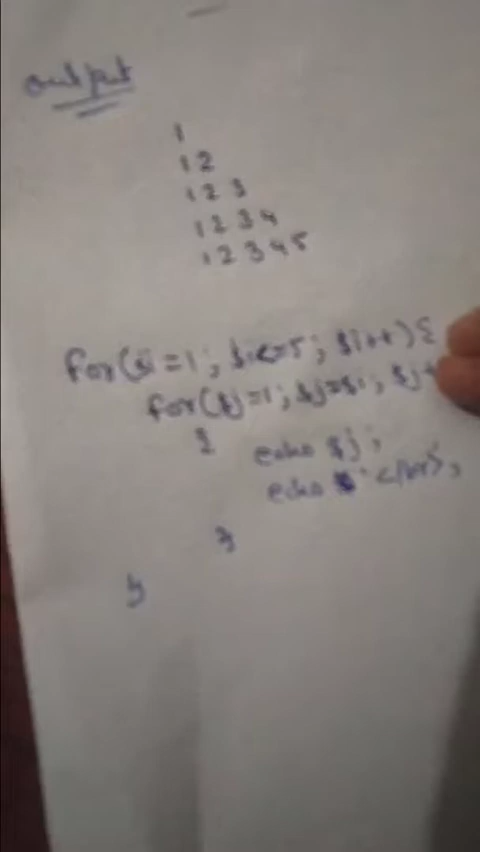 output
1
1 2
1 2 3
1 2 3 4
1 2 3 4 5
for($i=1; $i<=5; $i++){
for($j=1; $j=$i; $j+
{ echo $j;
echo
}
}